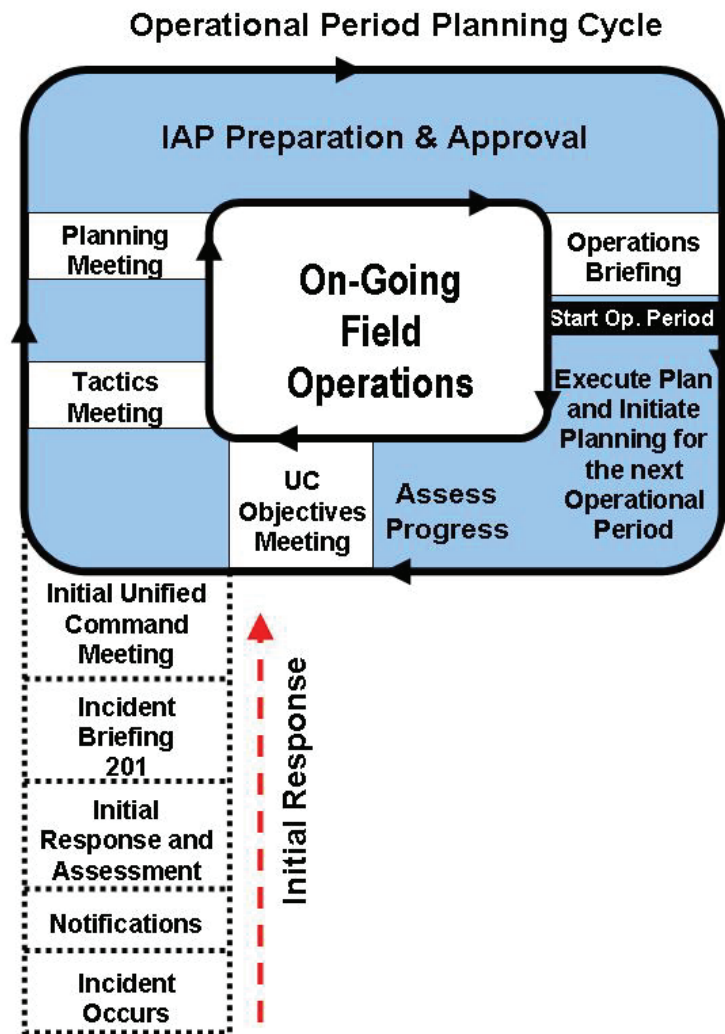 Operational Period Planning Cycle
IAP Preparation & Approval
Planning
Meeting
On-Going
Field
Operations
Operations
Briefing
Start Op. Period
Tactics
Meeting
Execute Plan
and Initiate
Planning for
the next
Operational
Period
UC
Objectives
Meeting
Assess
Progress
Initial Unified
Command
Meeting
Incident
Briefing
201
Initial
Response and
Assessment
Notifications
Incident
Occurs
Initial Response